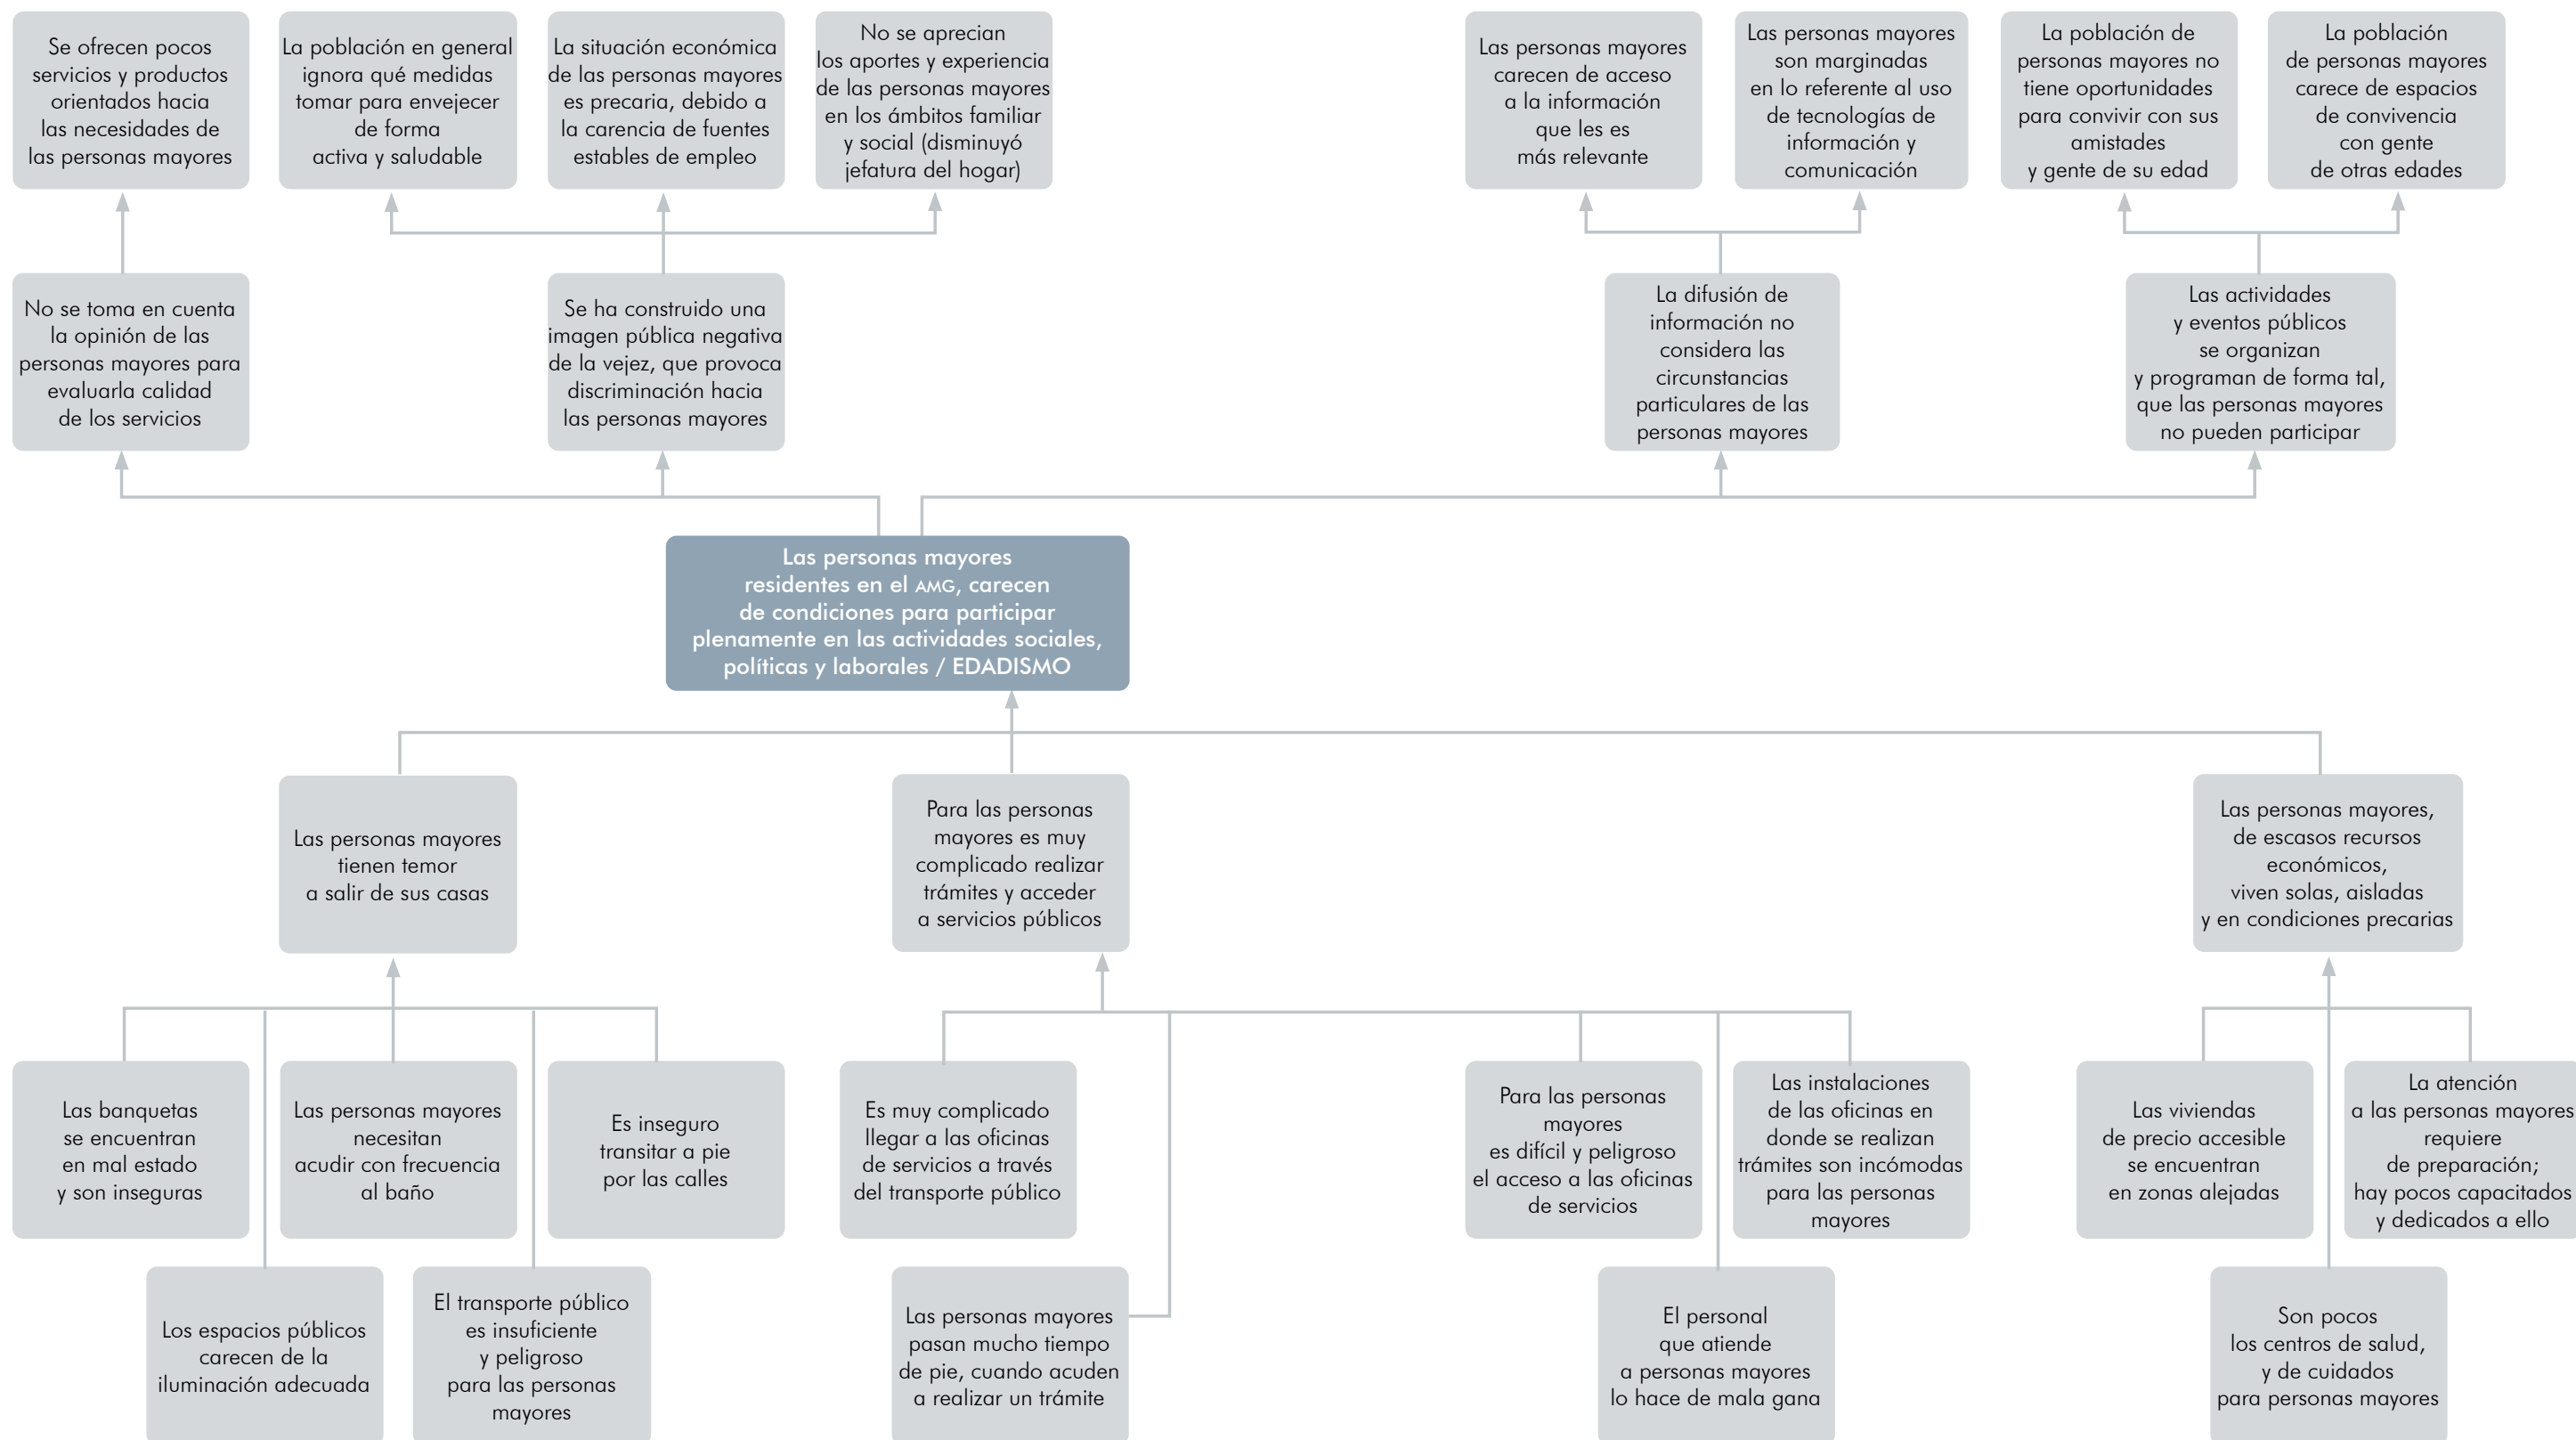 Se ofrecen pocos
servicios y productos
orientados hacia
las necesidades de
las personas mayores
La población en general
ignora qué medidas
tomar para envejecer
de forma
activa y saludable
La situación económica
de las personas mayores
es precaria, debido a
la carencia de fuentes
estables de empleo
No se aprecian
los aportes y experiencia
de las personas mayores
en los ámbitos familiar
y social (disminuyó
jefatura del hogar)
Las personas mayores
carecen de acceso
a la información
que les es
más relevante
Las personas mayores
son marginadas
en lo referente al uso
de tecnologías de
información y
comunicación
La población de
personas mayores no
tiene oportunidades
para convivir con sus
amistades
y gente de su edad
La población
de personas mayores
carece de espacios
de convivencia
con gente
de otras edades
No se toma en cuenta
la opinión de las
personas mayores para
evaluarla calidad
de los servicios
Se ha construido una
imagen pública negativa
de la vejez, que provoca
discriminación hacia
las personas mayores
La difusión de
información no
considera las
circunstancias
particulares de las
personas mayores
Las actividades
y eventos públicos
se organizan
y programan de forma tal,
que las personas mayores
no pueden participar
Las personas mayores
residentes en el AMG, carecen
de condiciones para participar
plenamente en las actividades sociales,
políticas y laborales / EDADISMO
Las personas mayores
tienen temor
a salir de sus casas
Para las personas
mayores es muy
complicado realizar
trámites y acceder
a servicios públicos
Las personas mayores,
de escasos recursos
económicos,
viven solas, aisladas
y en condiciones precarias
Las banquetas
se encuentran
en mal estado
y son inseguras
Las personas mayores
necesitan
acudir con frecuencia
al baño
Es inseguro
transitar a pie
por las calles
Es muy complicado
llegar a las oficinas
de servicios a través
del transporte público
Para las personas
mayores
es difícil y peligroso
el acceso a las oficinas
de servicios
Las instalaciones
de las oficinas en
donde se realizan
trámites son incómodas
para las personas
mayores
Las viviendas
de precio accesible
se encuentran
en zonas alejadas
La atención
a las personas mayores
requiere
de preparación;
hay pocos capacitados
y dedicados a ello
Los espacios públicos
carecen de la
iluminación adecuada
El transporte público
es insuficiente
y peligroso
para las personas
mayores
Las personas mayores
pasan mucho tiempo
de pie, cuando acuden
a realizar un trámite
El personal
que atiende
a personas mayores
lo hace de mala gana
Son pocos
los centros de salud,
y de cuidados
para personas mayores